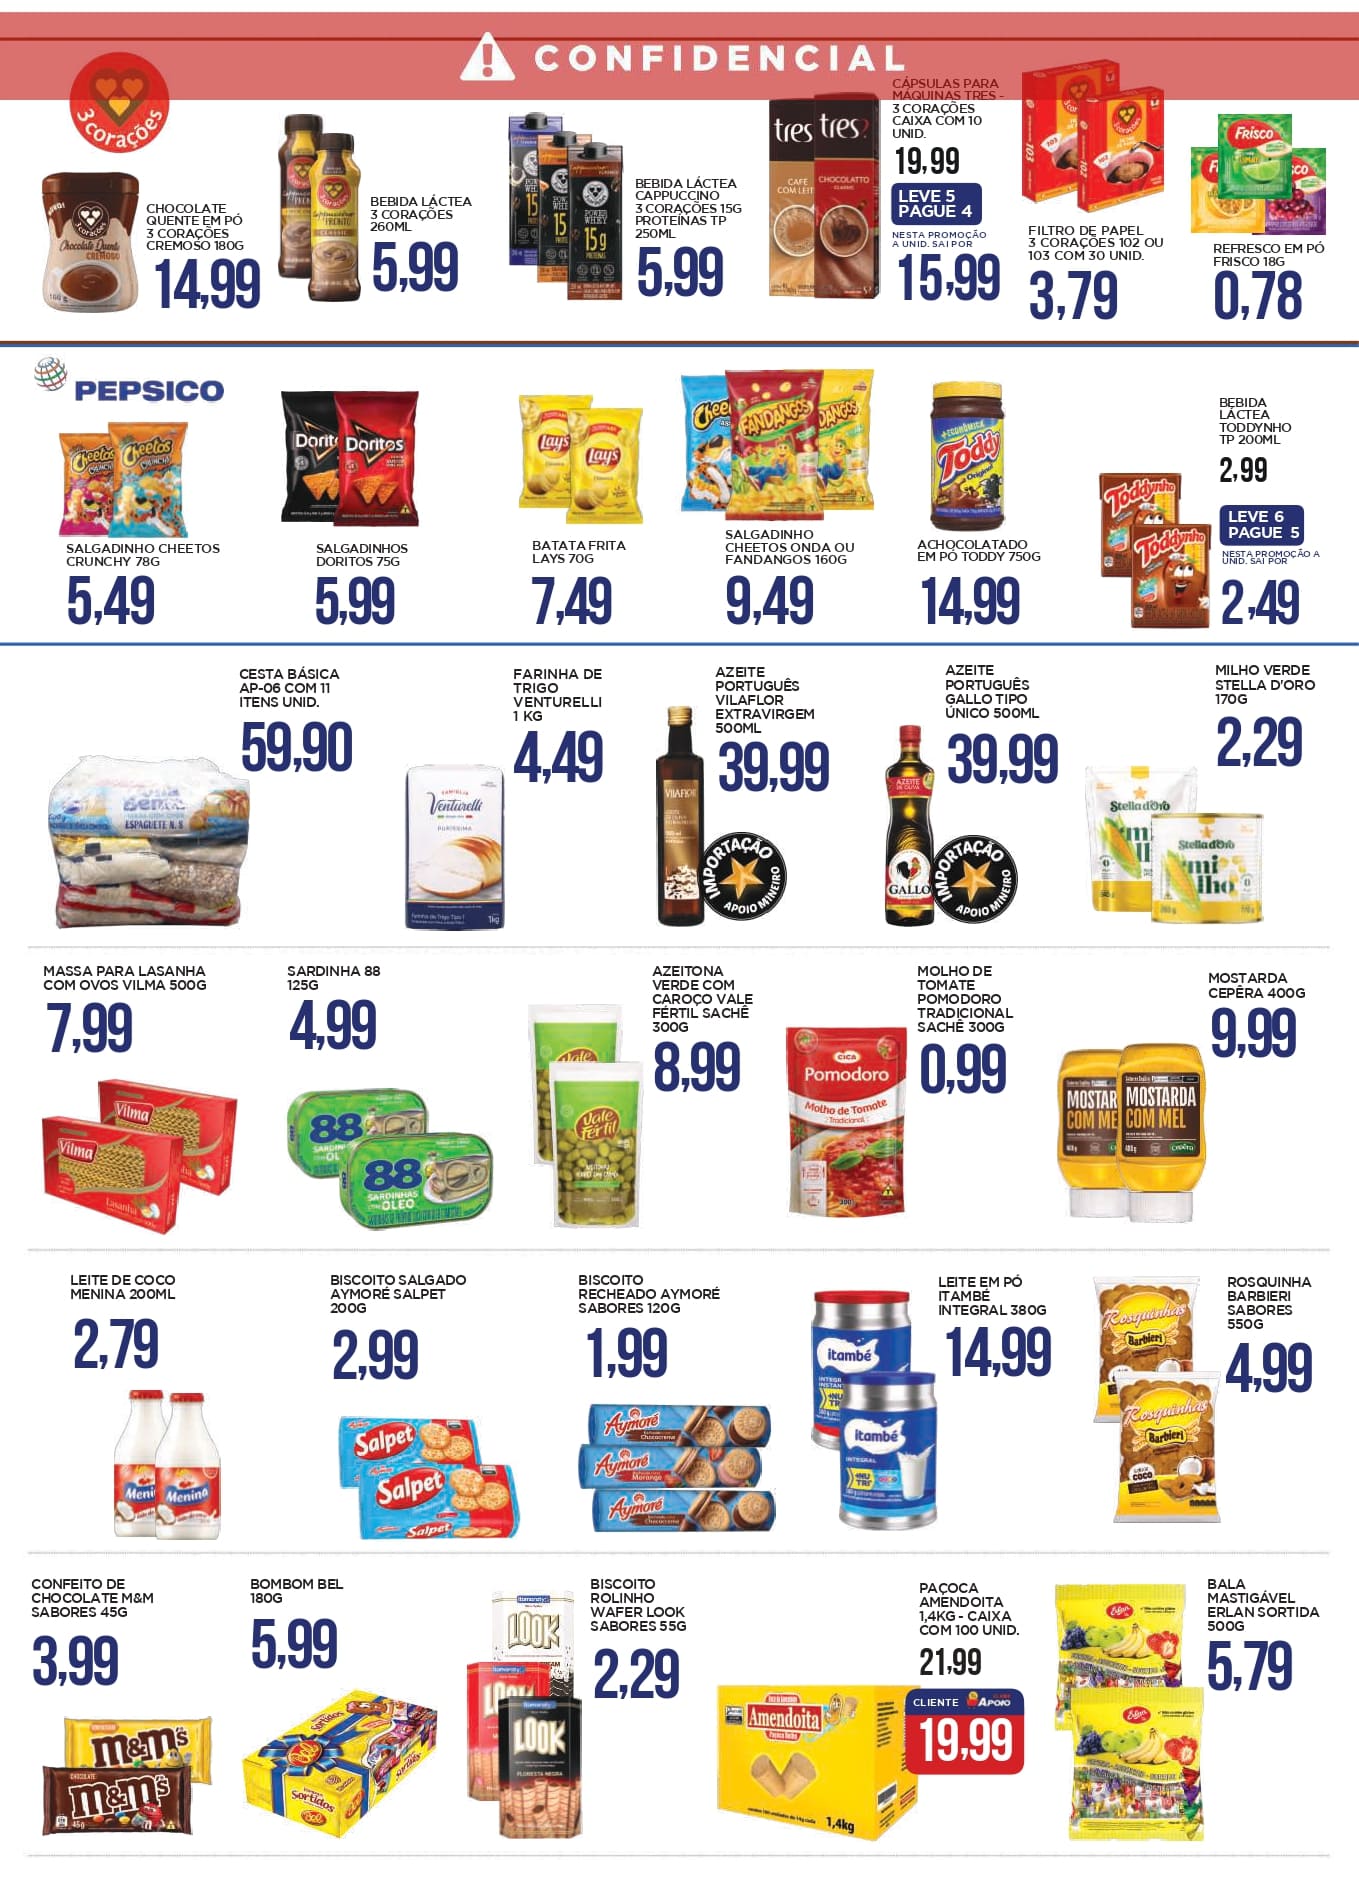 CONFIDENCIAL
3 corações
CHOCOLATE
QUENTE EM PÓ
3 CORAÇÕES
CREMOSO 180G
14,99
BEBIDA LÁCTEA
3 CORAÇÕES
260ML
5,99
BEBIDA LÁCTEA
CAPPUCCINO
3 CORAÇÕES 15G
PROTEÍNAS TP
250ML
5,99
CÁPSULAS PARA
MÁQUINAS TRES -
3 CORAÇÕES
CAIXA COM 10
UNID.
19,99
LEVE 5
PAGUE 4
NESTA PROMOÇÃO
A UNID. SAI POR
15,99
FILTRO DE PAPEL
3 CORAÇÕES 102 OU
103 COM 30 UNID.
3,79
REFRESCO EM PÓ
FRISCO 18G
0,78
PEPSICO
SALGADINHO CHEETOS
CRUNCHY 78G
5,49
SALGADINHOS
DORITOS 75G
5,99
BATATA FRITA
LAYS 70G
7,49
SALGADINHO
CHEETOS ONDA OU
FANDANGOS 160G
9,49
ACHOCOLATADO
EM PÓ TODDY 750G
14,99
BEBIDA
LÁCTEA
TODDYNHO
TP 200ML
2,99
LEVE 6
PAGUE 5
NESTA PROMOÇÃO A
UNID. SAI POR
2,49
CESTA BÁSICA
AP-06 COM 11
ITENS UNID.
59,90
FARINHA DE
TRIGO
VENTURELLI
1 KG
4,49
AZEITE
PORTUGUÊS
VILAFLOR
EXTRAVIRGEM
500ML
39,99
IMPORTAÇÃO
APOIO MINEIRO
AZEITE
PORTUGUÊS
GALLO TIPO
ÚNICO 500ML
39,99
IMPORTAÇÃO
APOIO MINEIRO
MILHO VERDE
STELLA D'ORO
170G
2,29
MASSA PARA LASANHA
COM OVOS VILMA 500G
7,99
SARDINHA 88
125G
4,99
AZEITONA
VERDE COM
CAROÇO VALE
FÉRTIL SACHÊ
300G
8,99
MOLHO DE
TOMATE
POMODORO
TRADICIONAL
SACHÊ 300G
0,99
MOSTARDA
CEPÊRA 400G
9,99
LEITE DE COCO
MENINA 200ML
2,79
BISCOITO SALGADO
AYMORÉ SALPET
200G
2,99
BISCOITO
RECHEADO AYMORÉ
SABORES 120G
1,99
LEITE EM PÓ
ITAMBÉ
INTEGRAL 380G
14,99
ROSQUINHA
BARBIERI
SABORES
550G
4,99
CONFEITO DE
CHOCOLATE M&M
SABORES 45G
3,99
BOMBOM BEL
180G
5,99
BISCOITO
ROLINHO
WAFER LOOK
SABORES 55G
2,29
PAÇOCA
AMENDOITA
1,4KG - CAIXA
COM 100 UNID.
21,99
CLIENTE APOIO
19,99
BALA
MASTIGÁVEL
ERLAN SORTIDA
500G
5,79